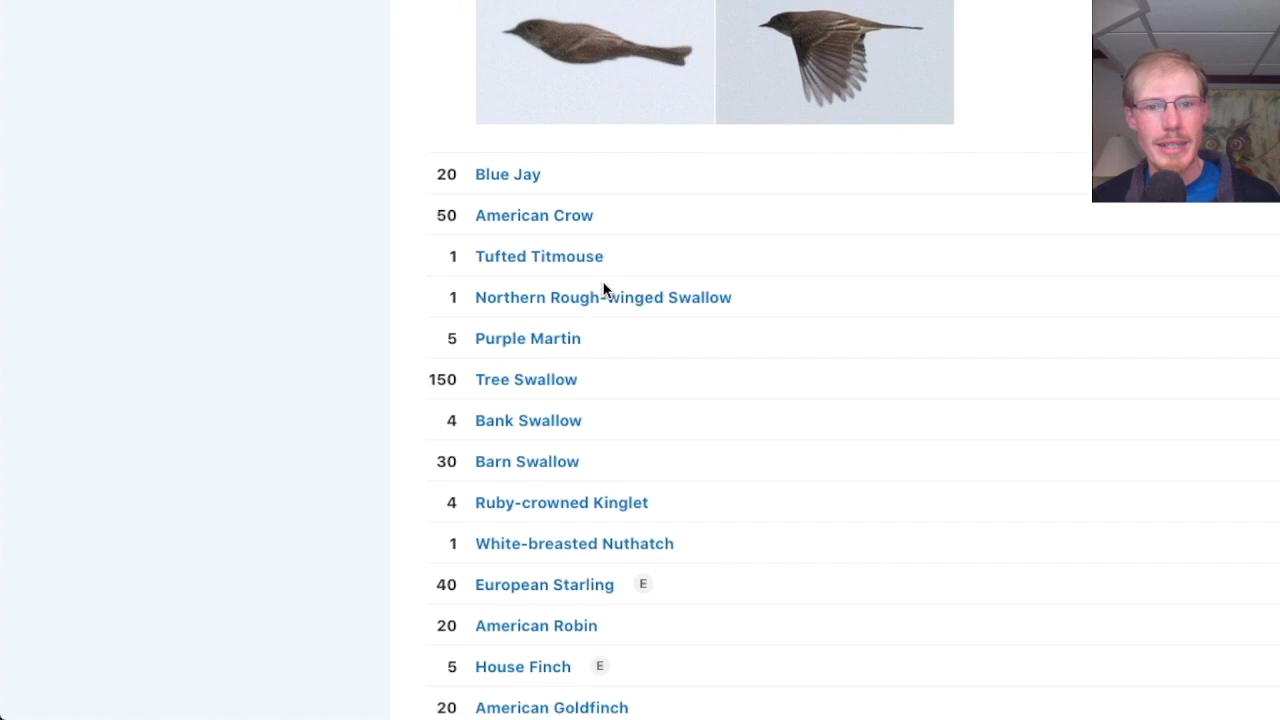 20 Blue Jay
50 American Crow
1 Tufted Titmouse
1 Northern Rough-winged Swallow
5 Purple Martin
150 Tree Swallow
4 Bank Swallow
30 Barn Swallow
4 Ruby-crowned Kinglet
1 White-breasted Nuthatch
40 European Starling E
20 American Robin
5 House Finch E
20 American Goldfinch